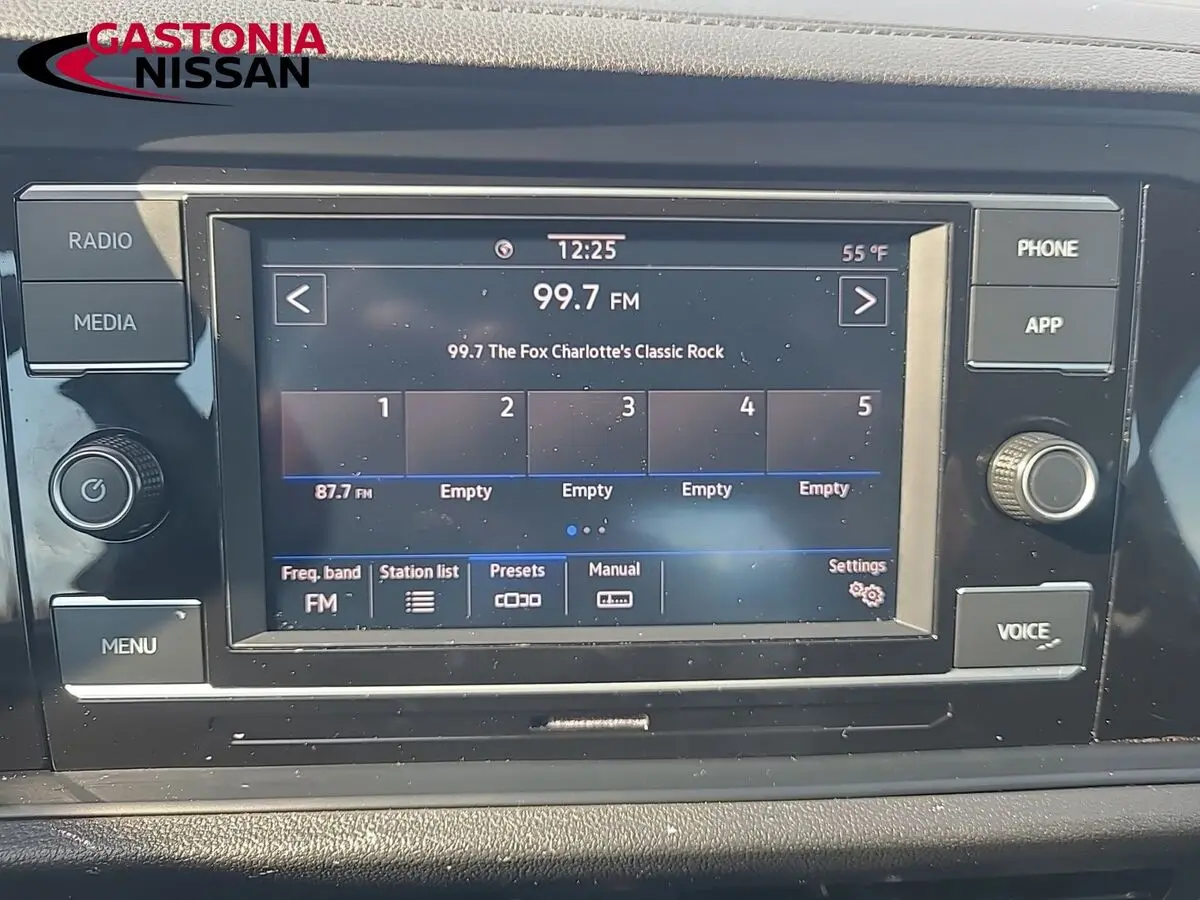 GASTONIA
NISSAN
RADIO
MEDIA
MENU
12:25
55 °F
<
99.7 FM
>
99.7 The Fox Charlotte's Classic Rock
1 2 3 4 5
87.7 FM Empty Empty Empty Empty
Freq. band Station list Presets Manual Settings
FM
PHONE
APP
VOICE